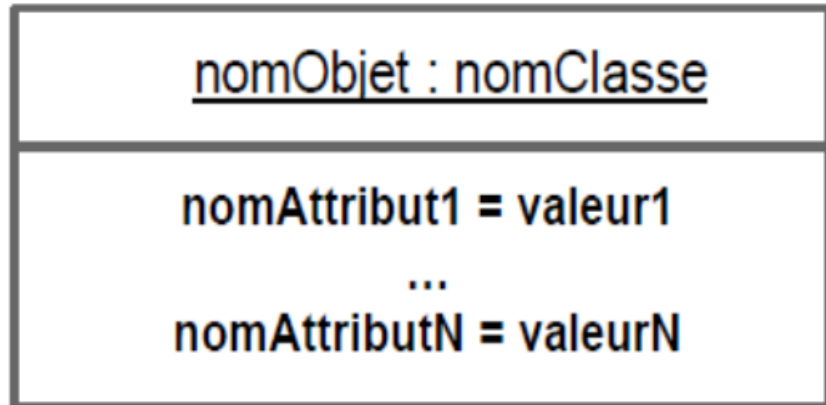 nomObjet : nomClasse
nomAttribut1 = valeur1
...
nomAttributN = valeurN